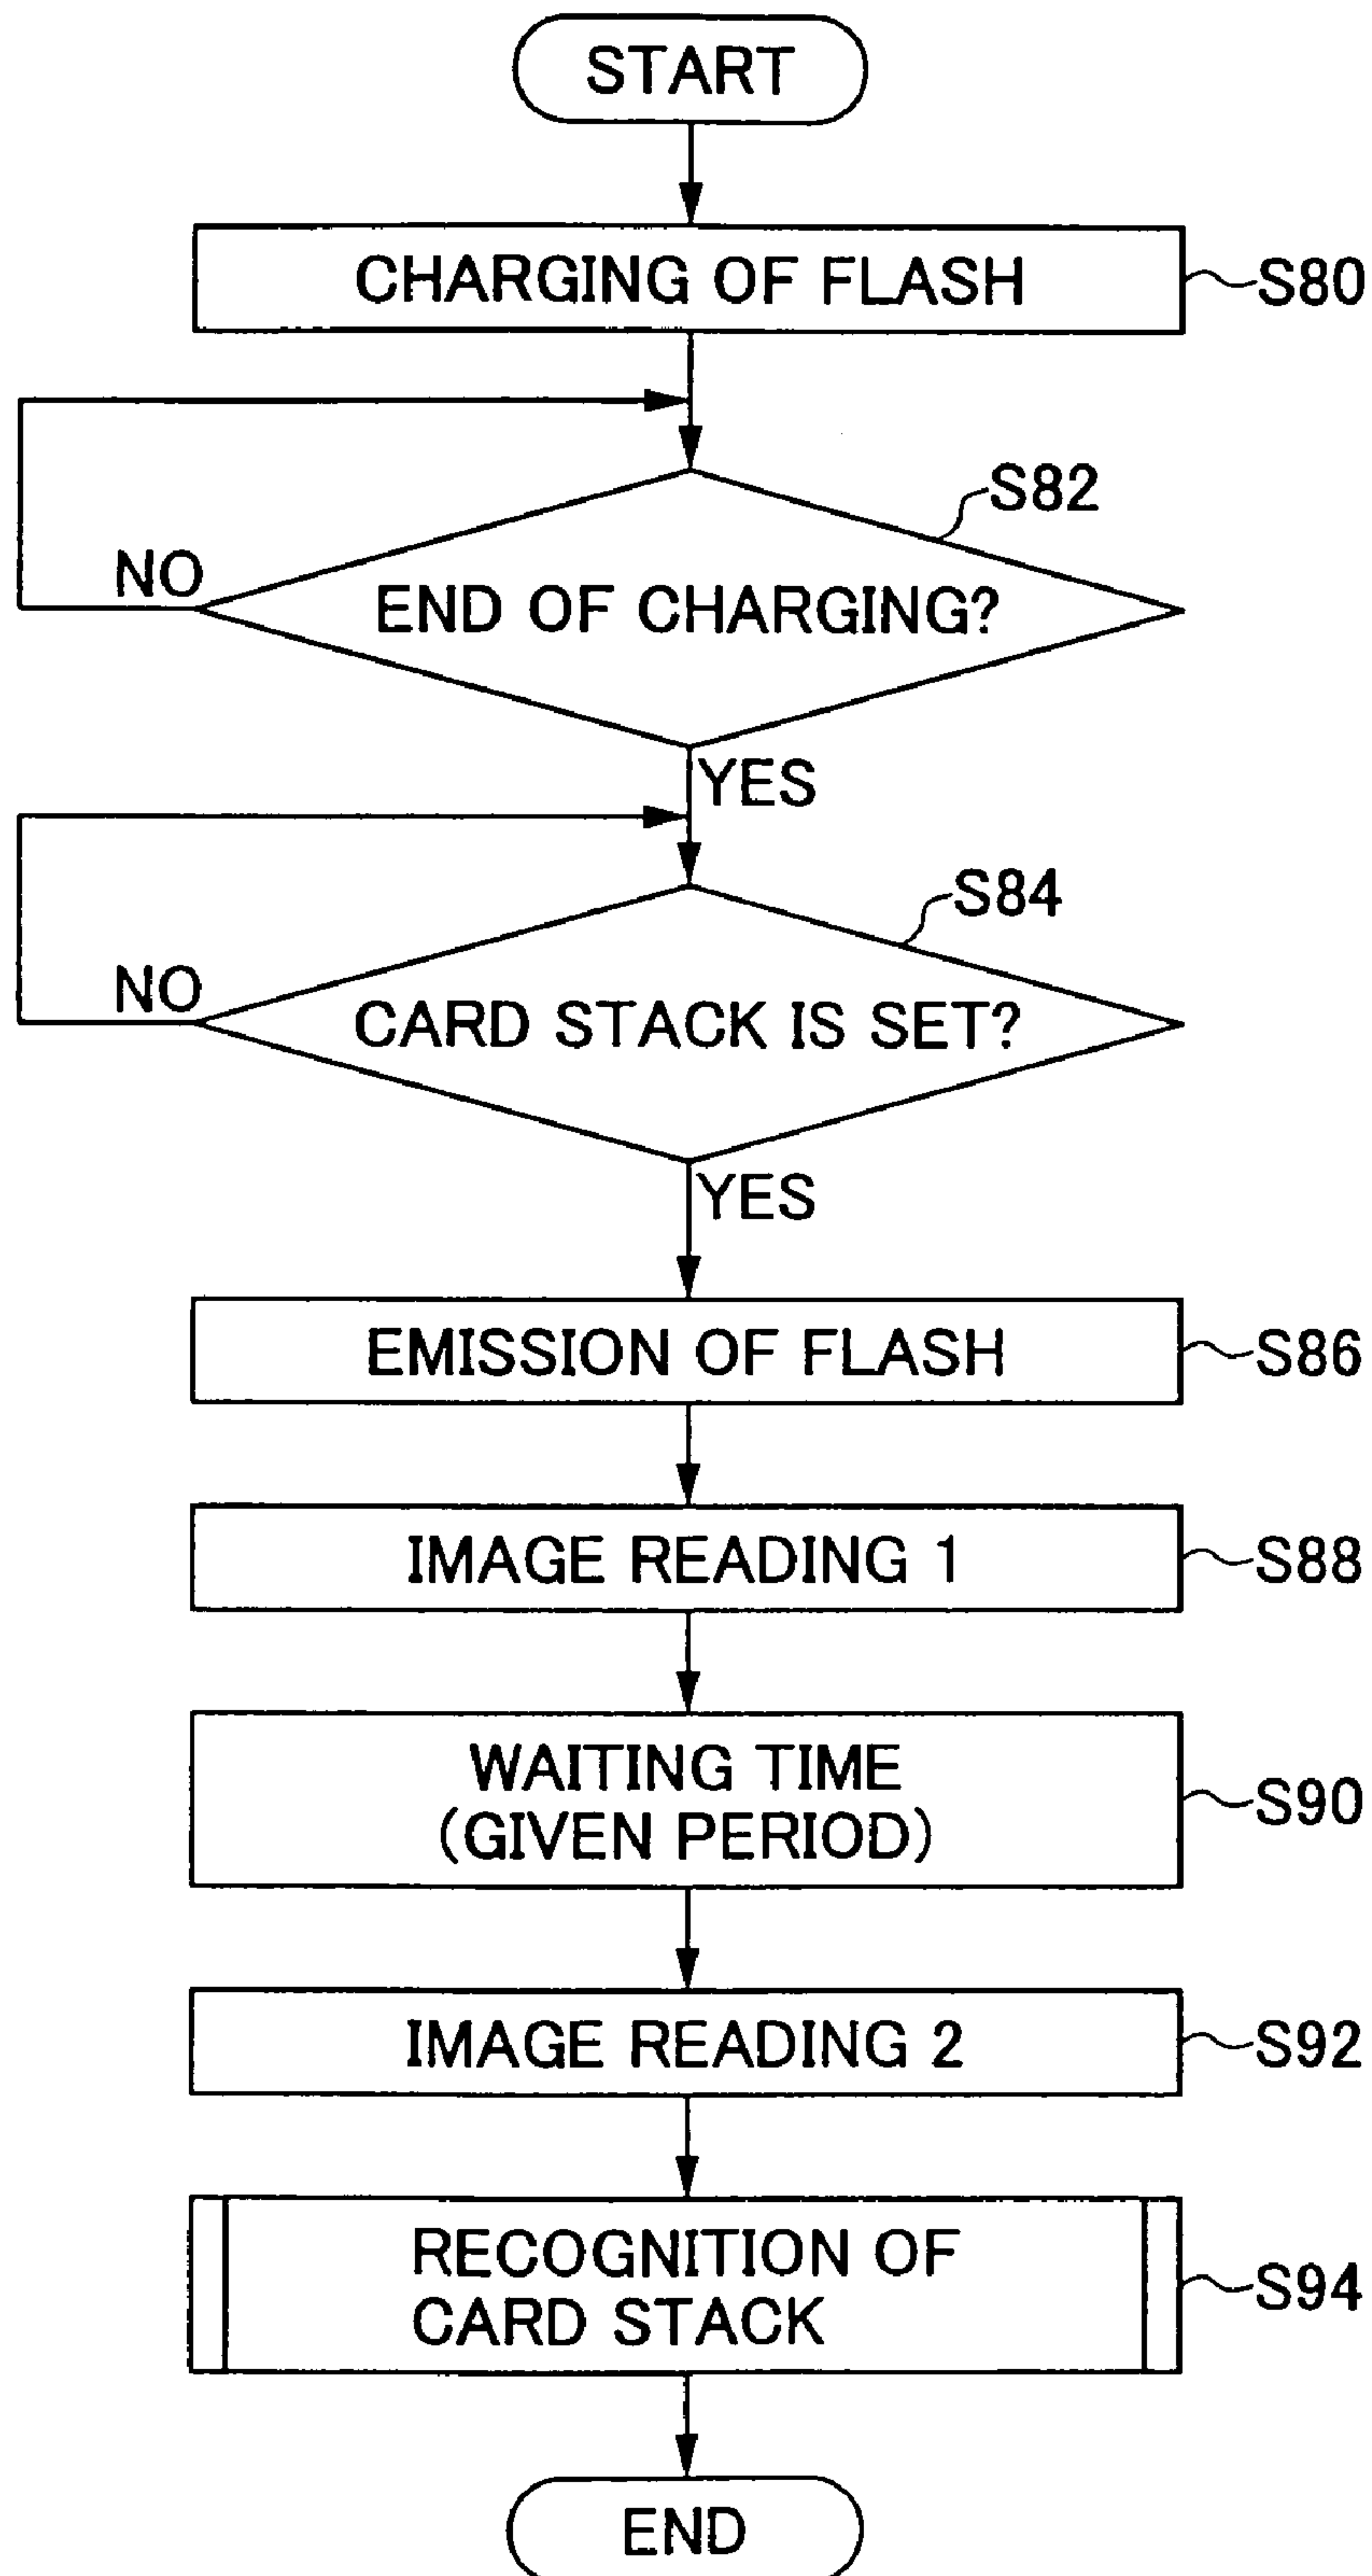 START
CHARGING OF FLASH
S80
S82
NO
END OF CHARGING?
YES
S84
NO
CARD STACK IS SET?
YES
EMISSION OF FLASH
S86
IMAGE READING 1
S88
WAITING TIME
(GIVEN PERIOD)
S90
IMAGE READING 2
S92
RECOGNITION OF
CARD STACK
S94
END